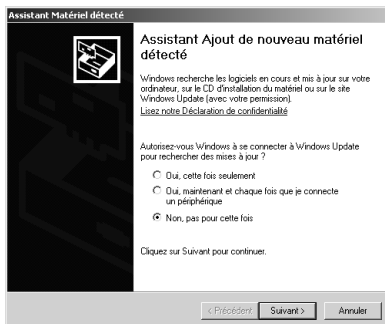 Assistant Matériel détecté
Assistant Ajout de nouveau matériel
détecté
Windows recherche les logiciels en cours et mis à jour sur votre
ordinateur, sur le CD d'installation du matériel ou sur le site
Windows Update (avec votre permission).
Lisez notre Déclaration de confidentialité
Autorisez-vous Windows à se connecter à Windows Update
pour rechercher des mises à jour ?
Oui, cette fois seulement
Oui, maintenant et chaque fois que je connecte
un périphérique
Non, pas pour cette fois
Cliquez sur Suivant pour continuer.
< Précédent
Suivant >
Annuler